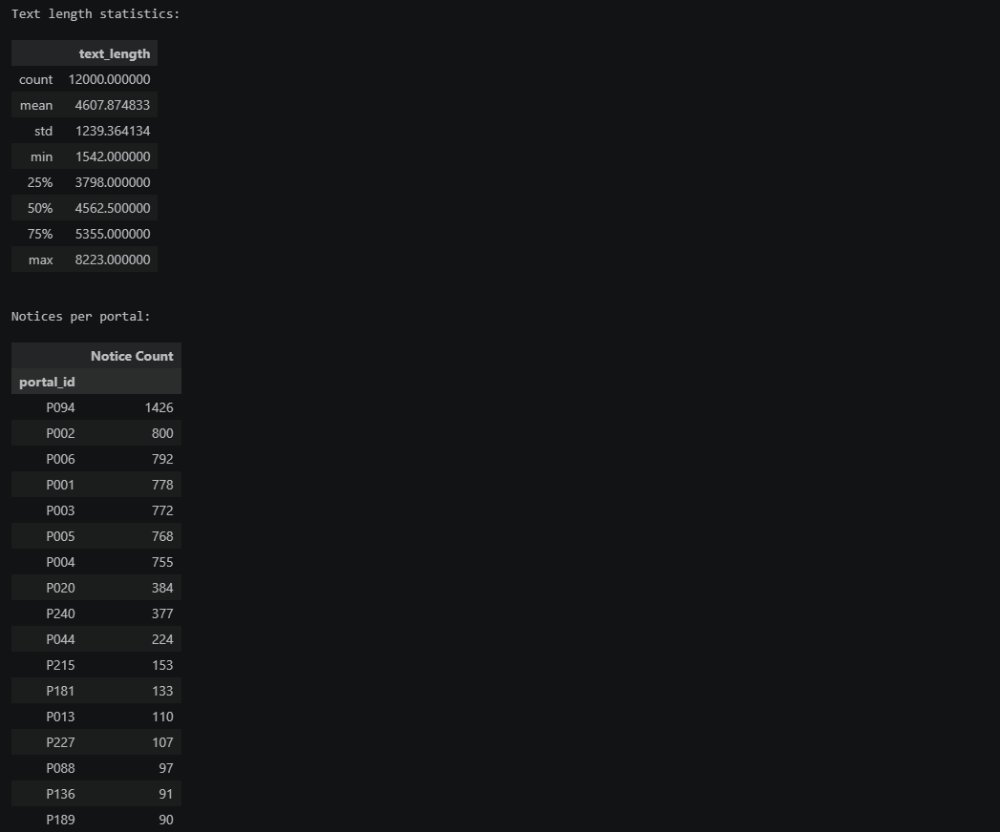 Text length statistics:
text_length
count 12000.000000
mean 4607.874833
std 1239.364134
min 1542.000000
25% 3798.000000
50% 4562.500000
75% 5355.000000
max 8223.000000
Notices per portal:
Notice Count
portal_id
P094 1426
P002 800
P006 792
P001 778
P003 772
P005 768
P004 755
P020 384
P240 377
P044 224
P215 153
P181 133
P013 110
P227 107
P088 97
P136 91
P189 90